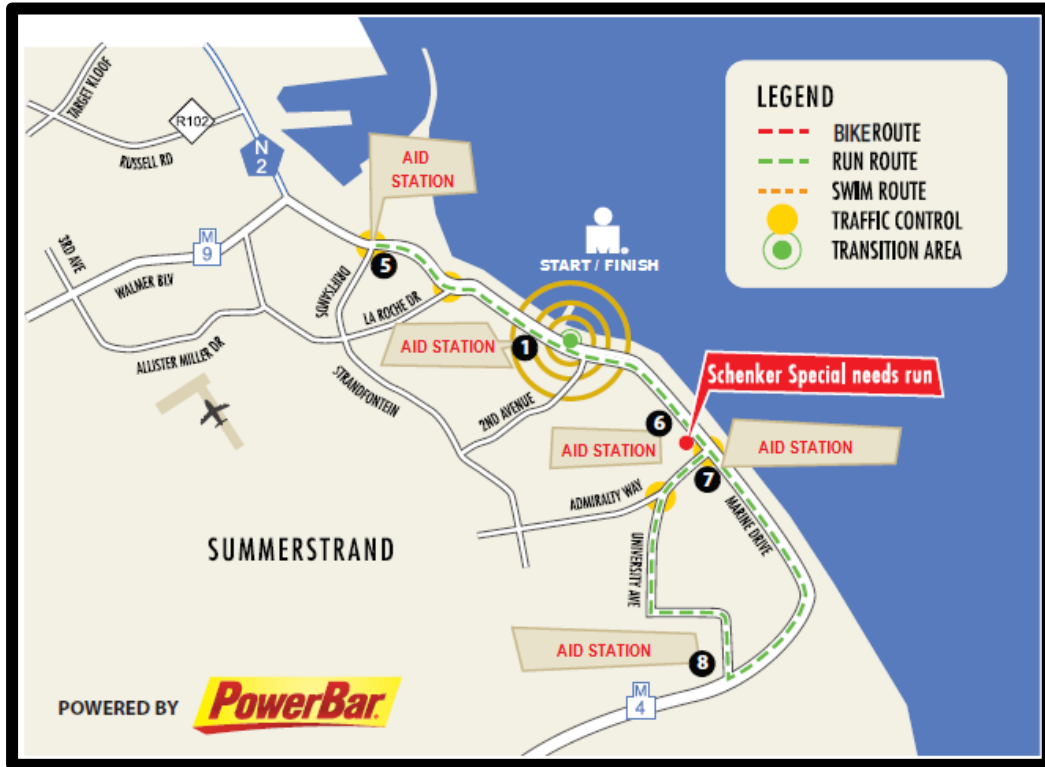 TARGET KLOOF
R102
RUSSELL RD
N
2
AID
STATION
LEGEND
BIKE ROUTE
RUN ROUTE
SWIM ROUTE
TRAFFIC CONTROL
TRANSITION AREA
M.
START / FINISH
3RD AVE
M
9
WALMER BLV
5
DRIFTSANDS
LA ROCHE DR
ALLISTER MILLER DR
AID STATION
1
STRANDFONTEIN
2ND AVENUE
Schenker Special needs run
6
AID STATION
AID STATION
7
ADMIRALTY WAY
MARINE DRIVE
UNIVERSITY AVE
SUMMERSTRAND
AID STATION
8
M
4
POWERED BY PowerBar